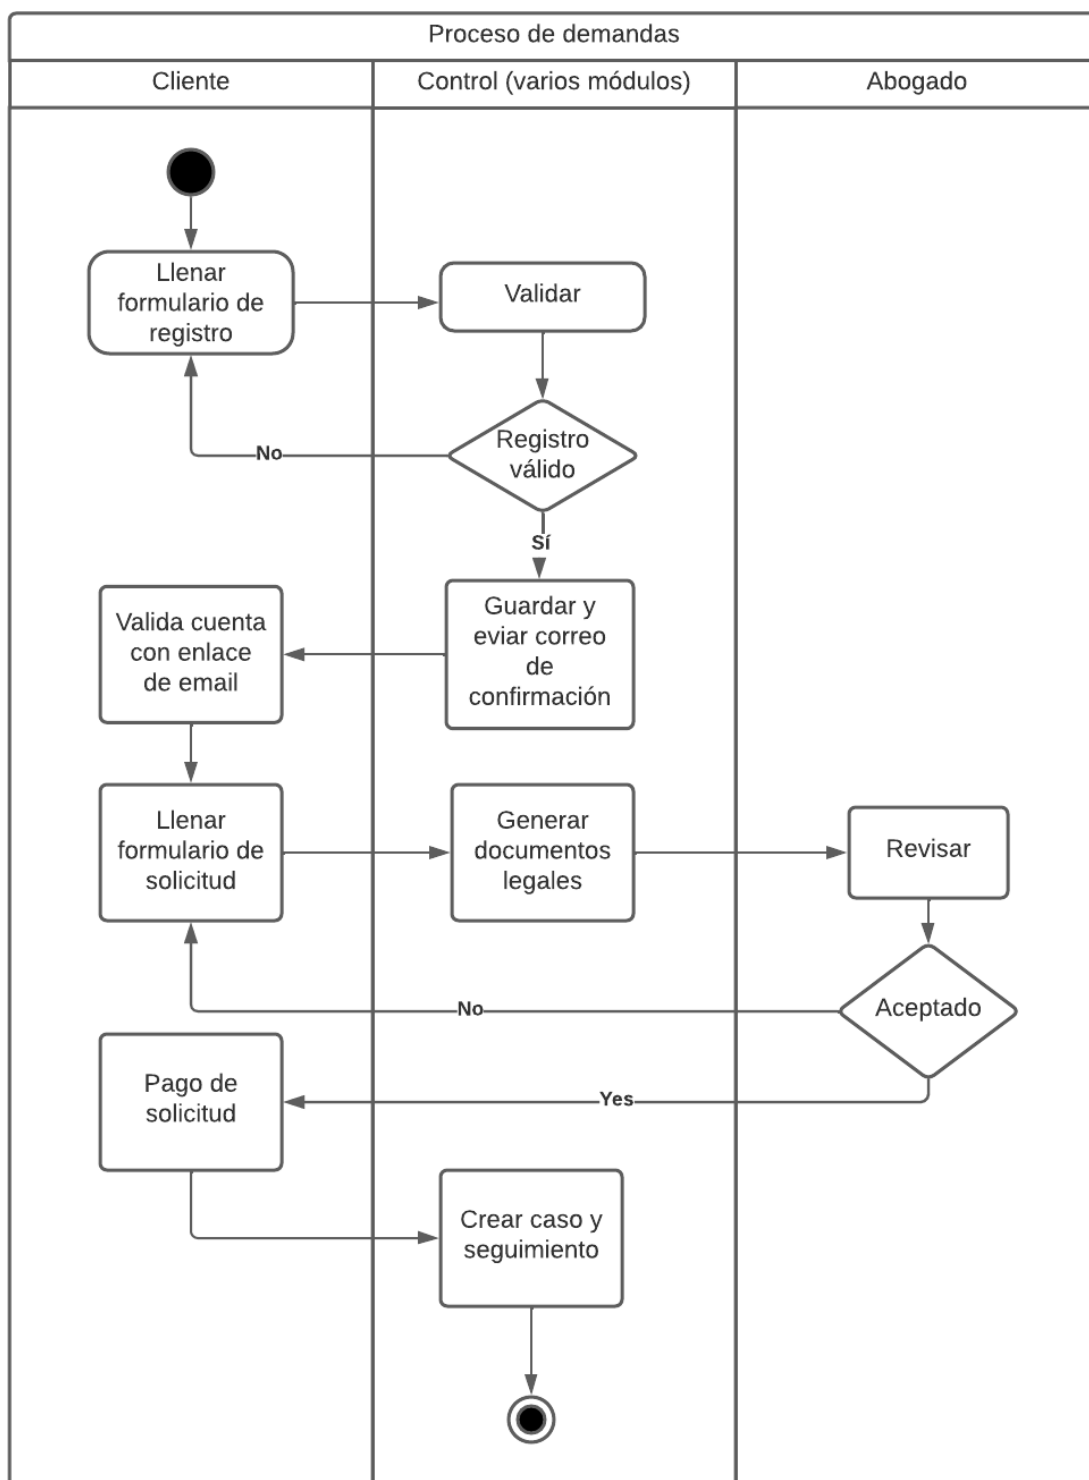 Proceso de demandas
Cliente
Control (varios módulos)
Abogado
Llenar
formulario de
registro
Validar
Registro
válido
No
Sí
Guardar y
eviar correo
de
confirmación
Valida cuenta
con enlace
de email
Llenar
formulario de
solicitud
Generar
documentos
legales
Revisar
Aceptado
No
Yes
Pago de
solicitud
Crear caso y
seguimiento